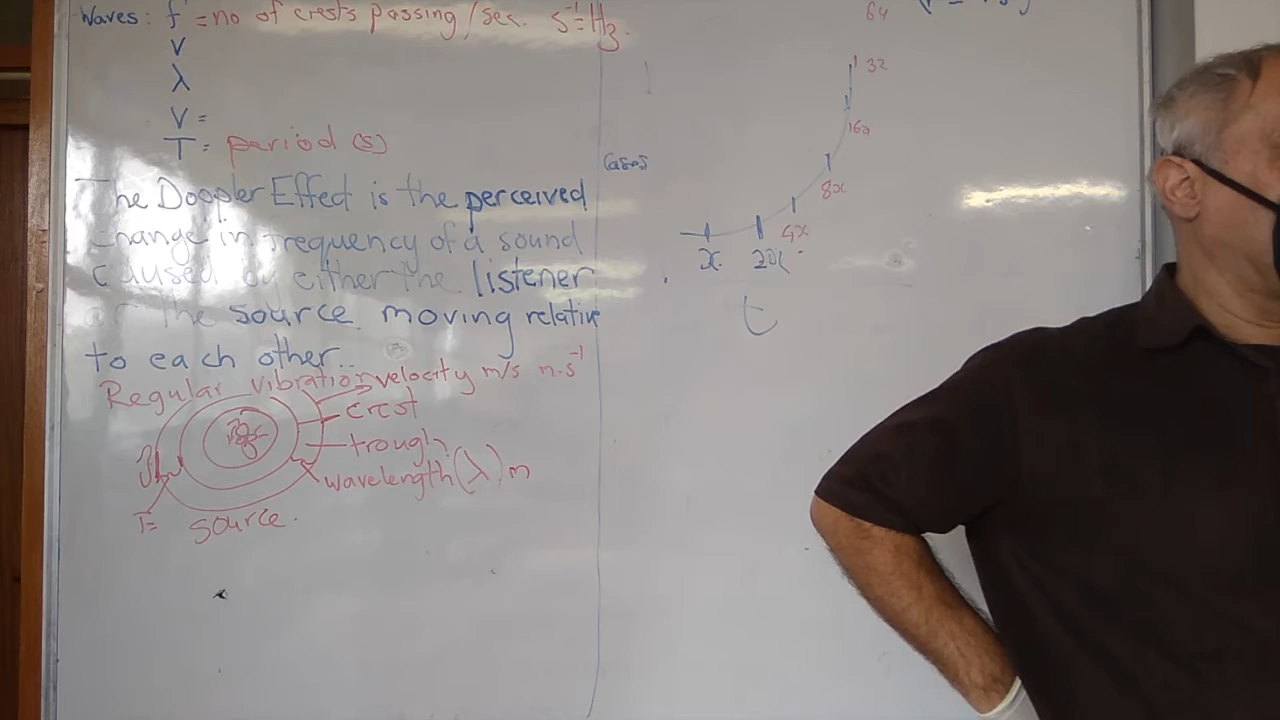 Waves: f = no of crests passing/sec. s⁻¹ = Hz.
v
λ
v =
T = period (s)
The Doppler Effect is the perceived
change in frequency of a sound
caused by either the listener
or the source moving relative
to each other..
Regular vibration velocity m/s m.s⁻¹
crest
trough
wavelength (λ) m
T=
source.
Cases
64
32
16x
8x
4x
x
2x
t